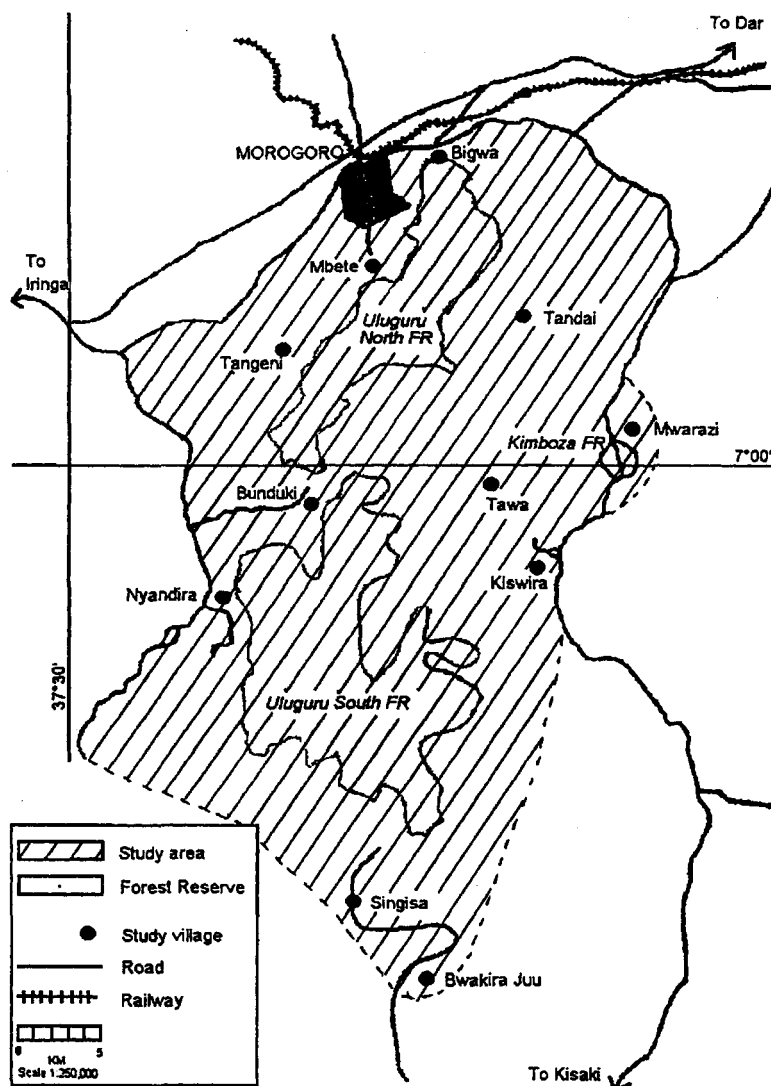 To Dar
MOROGORO
Bigwa
To
Iringa
Mbete
Uluguru
North FR
Tandai
Tangeni
Mwarazi
Kimboza FR
7°00'
Bunduki
Tawa
Kiswira
Nyandira
37°30'
Uluguru South FR
Study area
Forest Reserve
Singisa
Study village
Road
Bwakira Juu
Railway
0 5
KM
Scale 1:250,000
To Kisaki